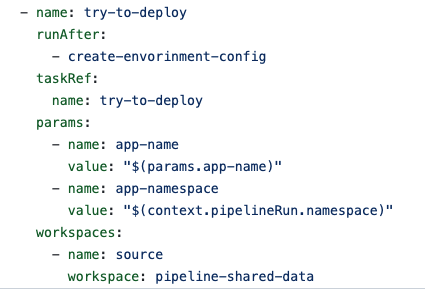 - name: try-to-deploy
  runAfter:
    - create-envorinment-config
  taskRef:
    name: try-to-deploy
  params:
    - name: app-name
      value: "$(params.app-name)"
    - name: app-namespace
      value: "$(context.pipelineRun.namespace)"
  workspaces:
    - name: source
      workspace: pipeline-shared-data